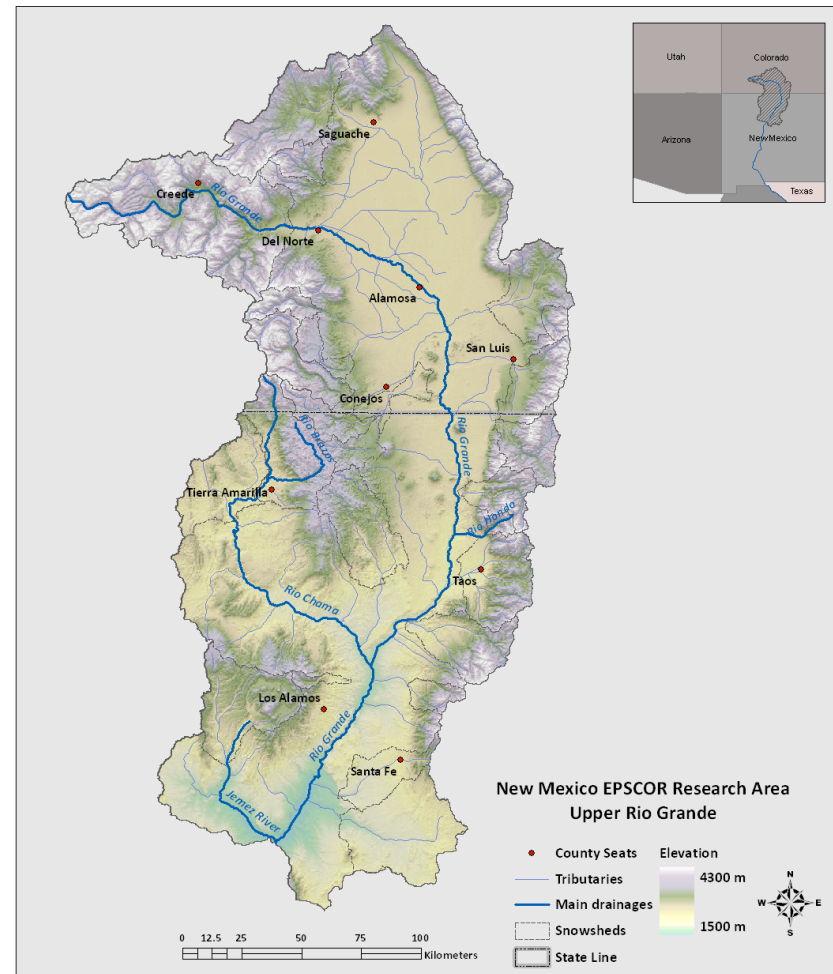 Utah
Colorado
Arizona
New Mexico
Texas
Saguache
Creede
Rio Grande
Del Norte
Alamosa
San Luis
Conejos
Rio Brazos
Rio Grande
Tierra Amarilla
Rio Hondo
Taos
Rio Chama
Los Alamos
Rio Grande
Santa Fe
Jemez River
New Mexico EPSCOR Research Area
Upper Rio Grande
County Seats
Tributaries
Main drainages
Snowsheds
State Line
Elevation
4300 m
1500 m
N
W E
S
0 12.5 25 50 75 100
Kilometers